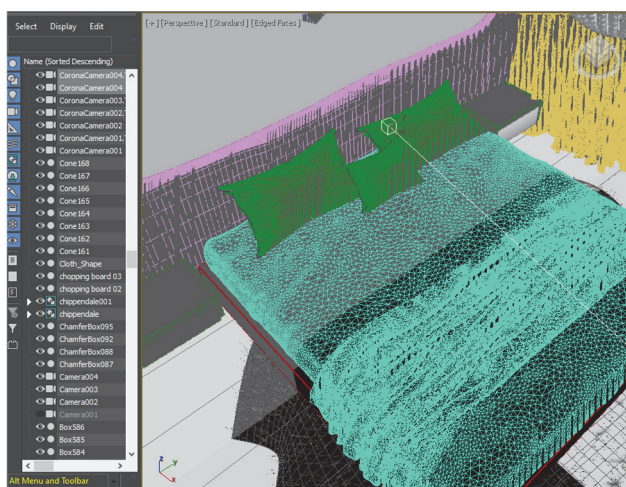 Select Display Edit
[+] [Perspective] [Standard] [Edged Faces]
Name (Sorted Descending)
CoronaCamera004.
CoronaCamera004
CoronaCamera003.
CoronaCamera002.
CoronaCamera002
CoronaCamera001.
CoronaCamera001
Cone168
Cone167
Cone166
Cone165
Cone164
Cone163
Cone162
Cone161
Cloth_Shape
chopping board 03
chopping board 02
chippendale001
chippendale
ChamferBox095
ChamferBox092
ChamferBox088
ChamferBox087
Camera004
Camera003
Camera002
Camera001
Box586
Box585
Box584
z
y
x
Alt Menu and Toolbar